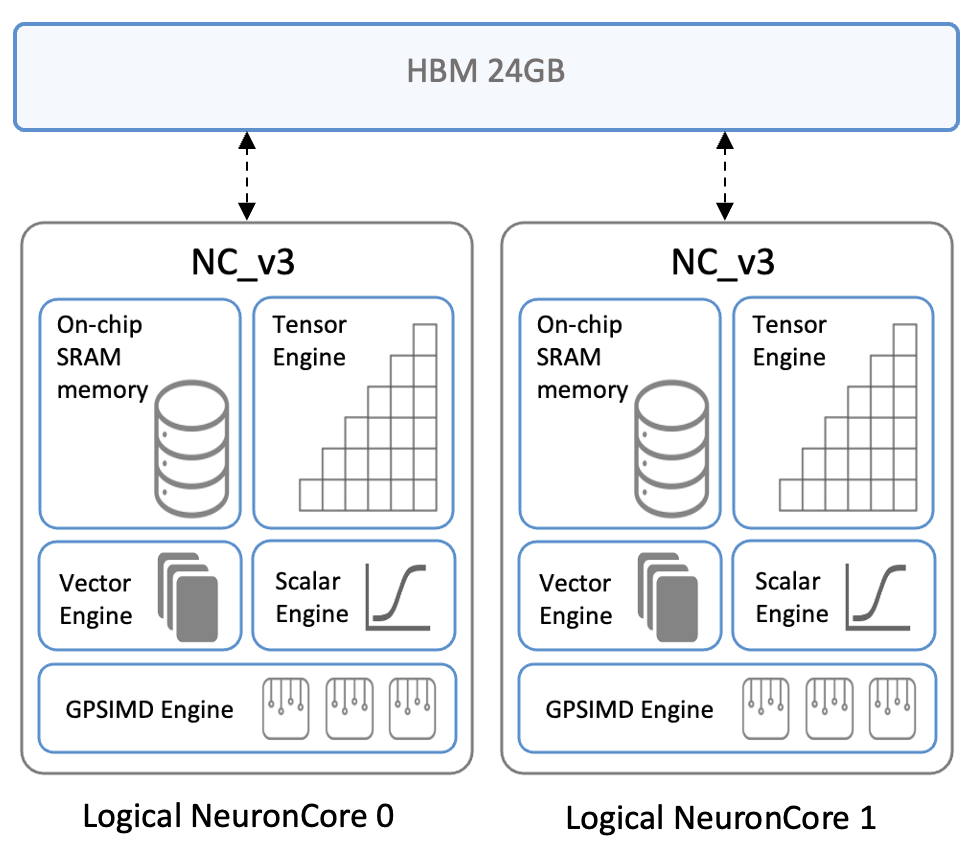 HBM 24GB
NC_v3
On-chip
SRAM
memory
Tensor
Engine
Vector
Engine
Scalar
Engine
GPSIMD Engine
Logical NeuronCore 0
NC_v3
On-chip
SRAM
memory
Tensor
Engine
Vector
Engine
Scalar
Engine
GPSIMD Engine
Logical NeuronCore 1